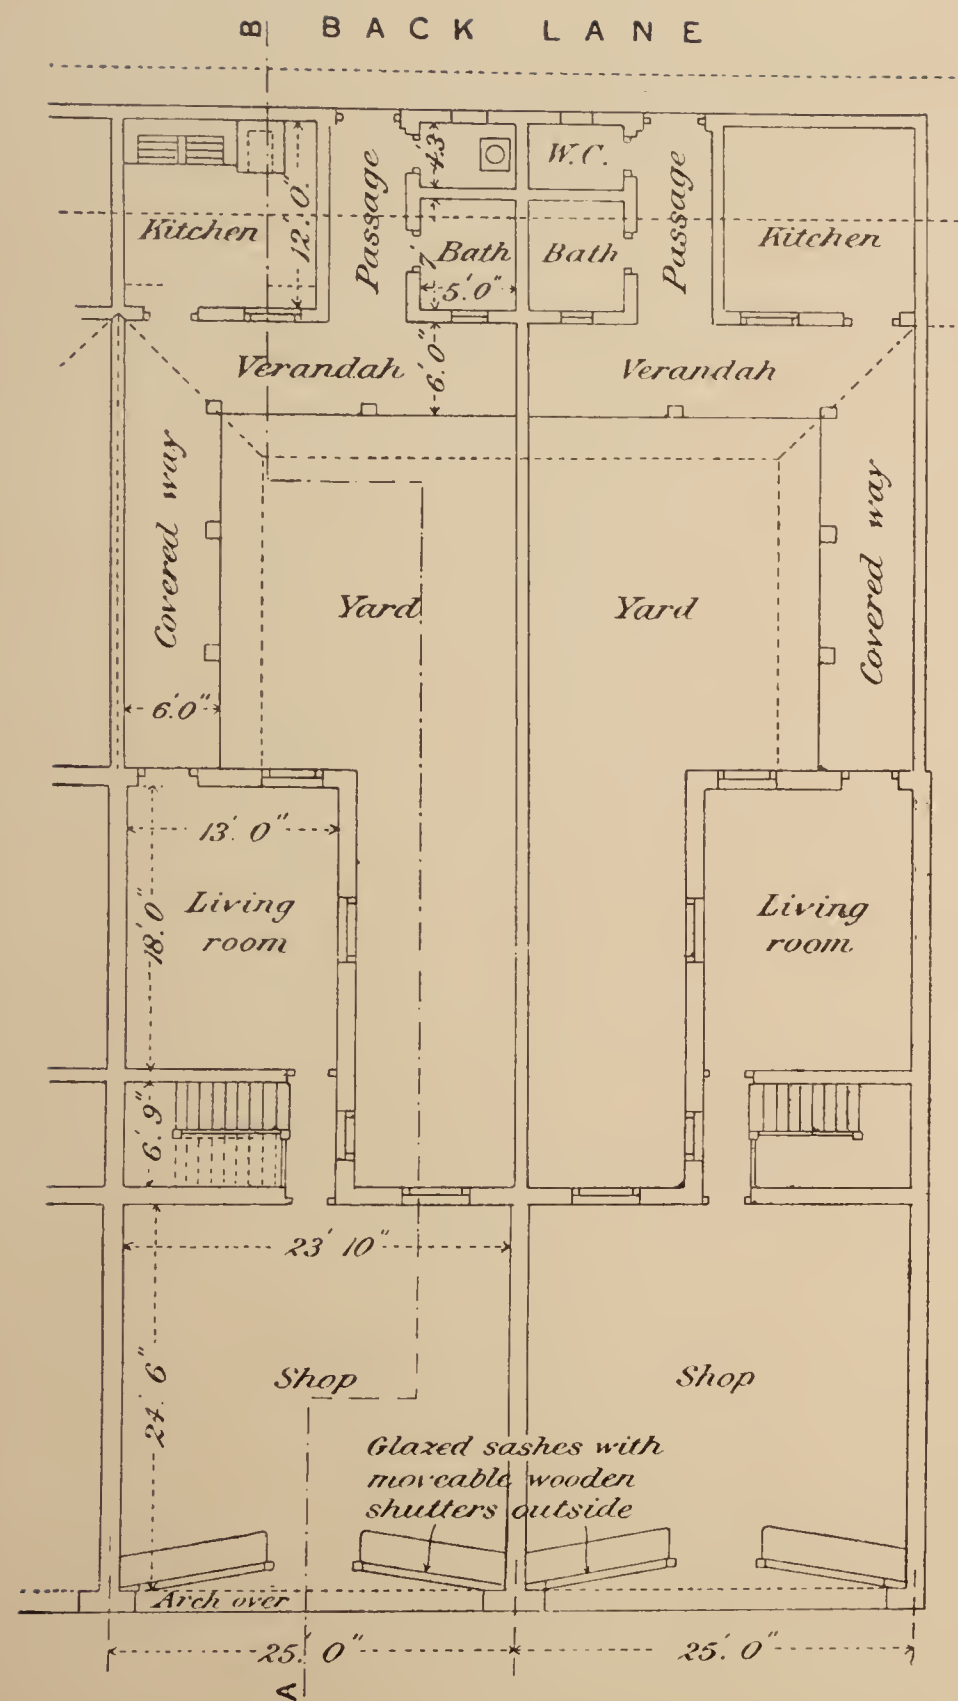 B
BACK LANE
4'3"
W.C.
12'. 0".
Passage
Passage
Kitchen
7'
Bath
Bath
Kitchen
5'. 0"
Verandah
6'. 0"
Verandah
Covered way
Covered way
Yard
Yard
6'.0"
13'. 0"
Living
room
18'.0"
Living
room
6'. 9"
23' 10"
24'. 6"
Shop
Shop
Glazed sashes with
moveable wooden
shutters outside
Arch over
25'. 0"
25'. 0"
A